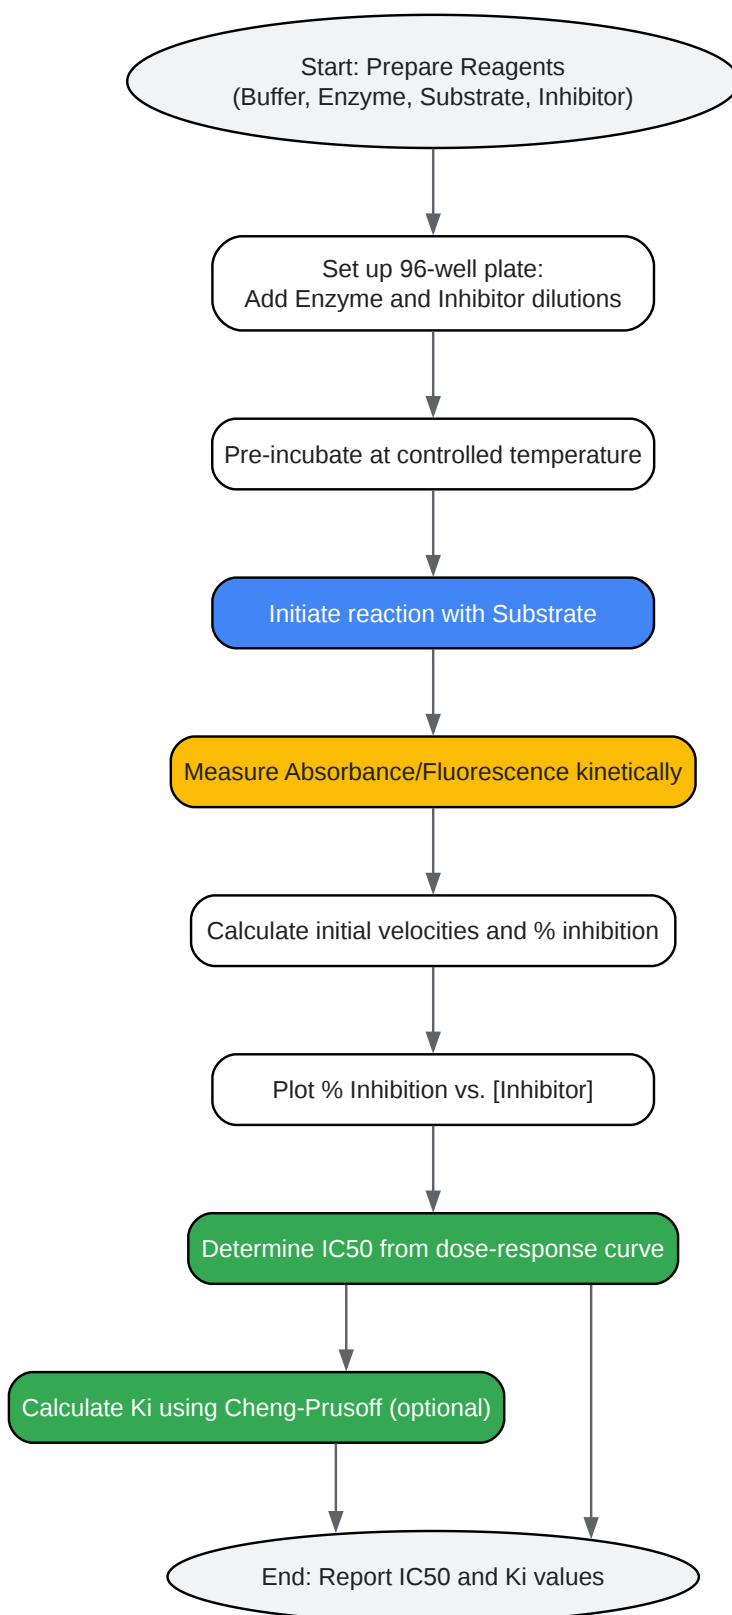 Start: Prepare Reagents
(Buffer, Enzyme, Substrate, Inhibitor)
Set up 96-well plate:
Add Enzyme and Inhibitor dilutions
Pre-incubate at controlled temperature
Initiate reaction with Substrate
Measure Absorbance/Fluorescence kinetically
Calculate initial velocities and % inhibition
Plot % Inhibition vs. [Inhibitor]
Determine IC50 from dose-response curve
Calculate Ki using Cheng-Prusoff (optional)
End: Report IC50 and Ki values